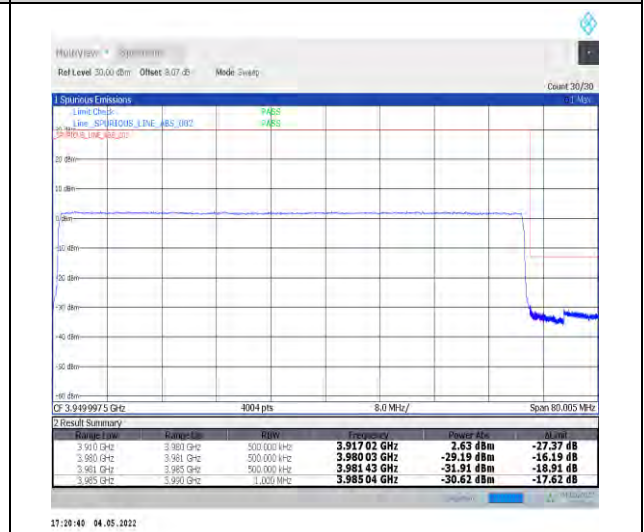 MultiView
Ref Level 30.00 dBm Offset 8.07 dB Mode Sweep
Count 30/30
1 Spurious Emissions
Limit Check PASS
Line _SPURIOUS_LINE_ABS_002 PASS
20 dBm
10 dBm
0 dBm
-10 dBm
-20 dBm
-30 dBm
-40 dBm
-50 dBm
-60 dBm
CF 3.9499975 GHz 4004 pts 8.0 MHz/ Span 80.005 MHz
2 Result Summary
Range Low Range Up RBW Frequency Power Abs ΔLimit
3.910 GHz 3.980 GHz 500.000 kHz 3.917 02 GHz 2.63 dBm -27.37 dB
3.980 GHz 3.981 GHz 500.000 kHz 3.980 03 GHz -29.19 dBm -16.19 dB
3.981 GHz 3.985 GHz 500.000 kHz 3.981 43 GHz -31.91 dBm -18.91 dB
3.985 GHz 3.990 GHz 1.000 MHz 3.985 04 GHz -30.62 dBm -17.62 dB
17:20:40 04.05.2022